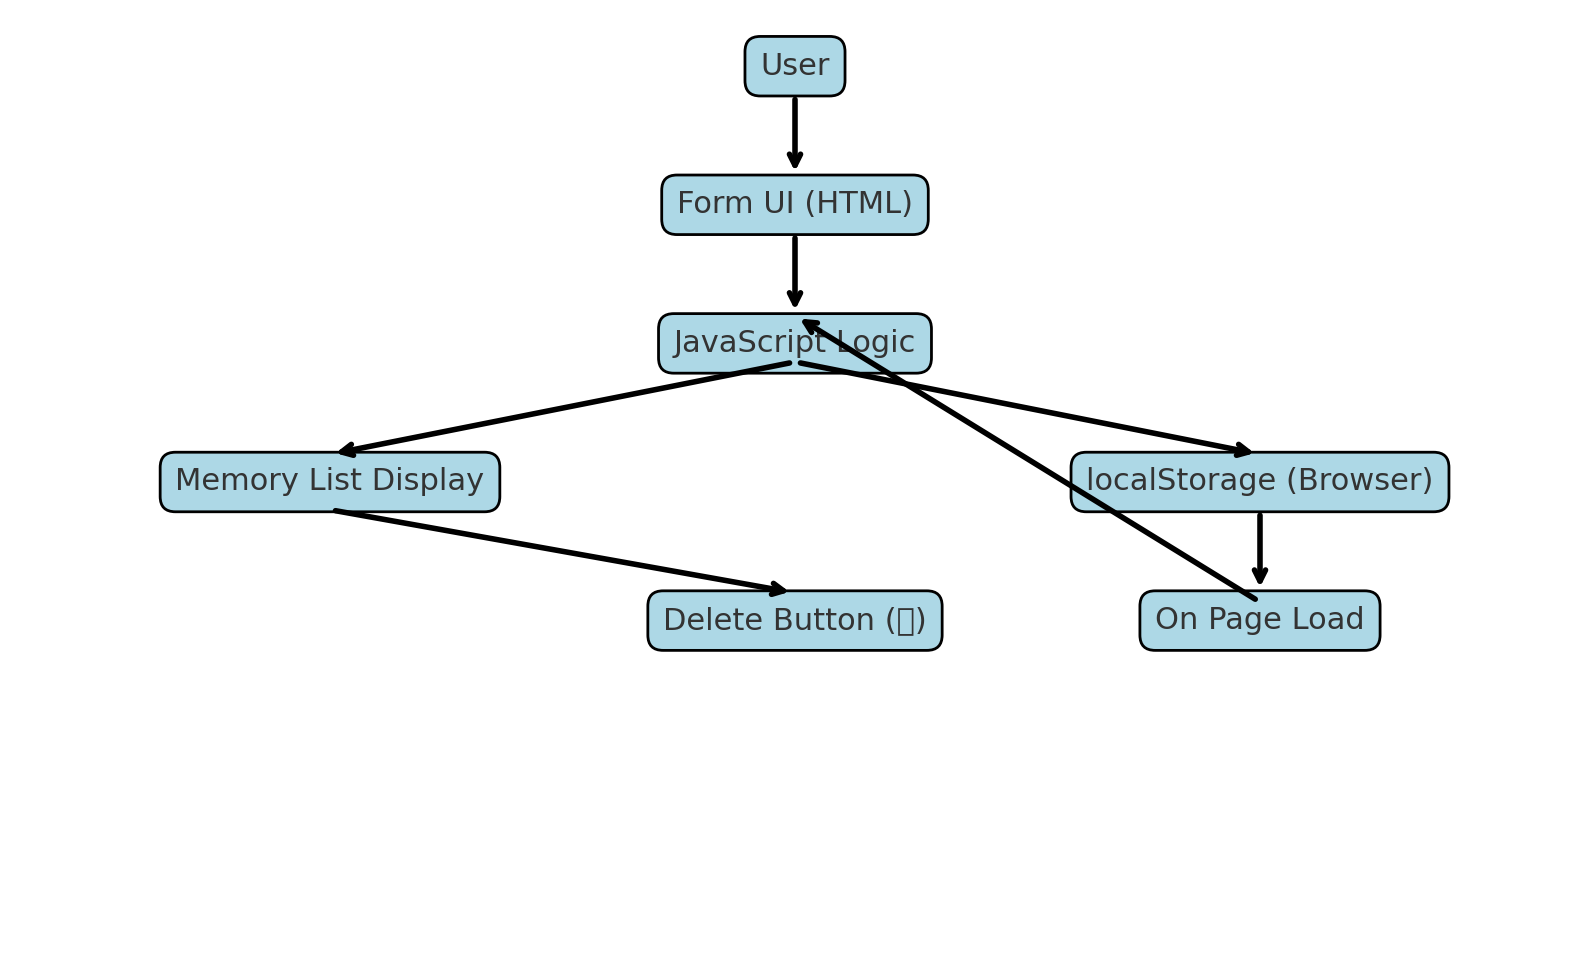 User
Form UI (HTML)
JavaScript Logic
Memory List Display
localStorage (Browser)
Delete Button (▯)
On Page Load